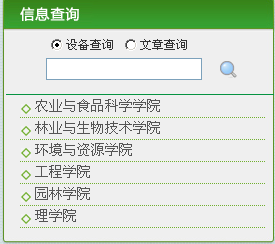 信息查询
设备查询 文章查询
农业与食品科学学院
林业与生物技术学院
环境与资源学院
工程学院
园林学院
理学院